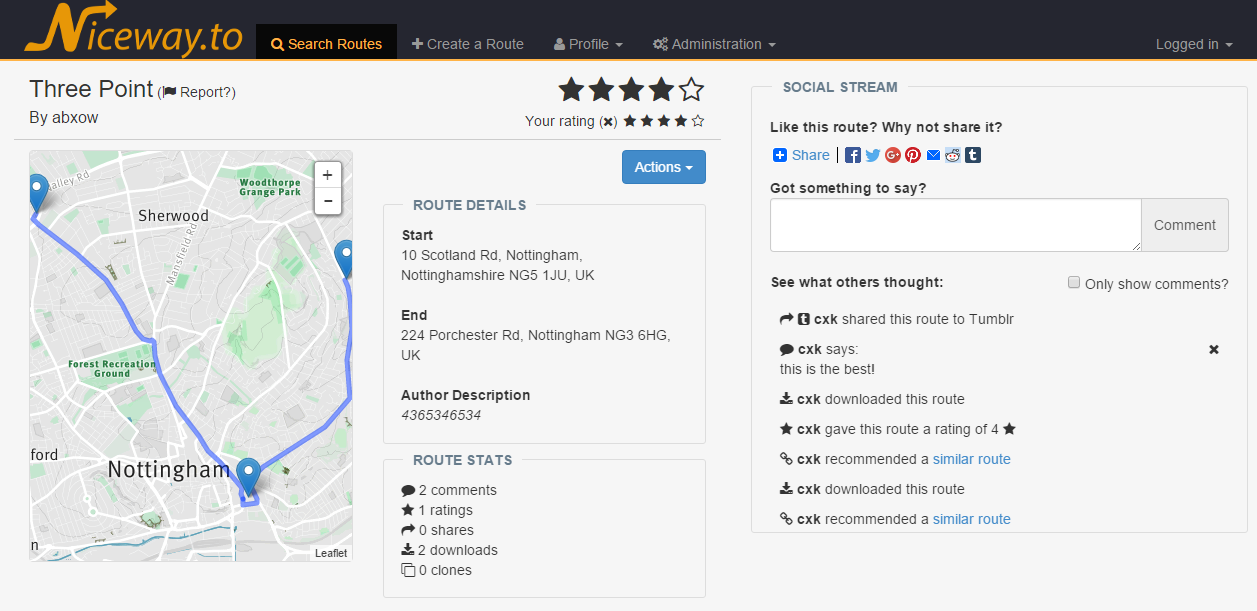 Niceway.to
Search Routes
Create a Route
Profile
Administration
Logged in
Three Point ( Report?)
By abxow
Your rating (✖)
alley Rd
Woodthorpe
Grange Park
Sherwood
Mansfield Rd
Forest Recreation
Ground
ford
Nottingham
n
+
-
Leaflet
Actions
ROUTE DETAILS
Start
10 Scotland Rd, Nottingham,
Nottinghamshire NG5 1JU, UK
End
224 Porchester Rd, Nottingham NG3 6HG,
UK
Author Description
4365346534
ROUTE STATS
2 comments
1 ratings
0 shares
2 downloads
0 clones
SOCIAL STREAM
Like this route? Why not share it?
Share
Got something to say?
Comment
See what others thought:
Only show comments?
cxk shared this route to Tumblr
cxk says:
this is the best!
cxk downloaded this route
cxk gave this route a rating of 4
cxk recommended a similar route
cxk downloaded this route
cxk recommended a similar route